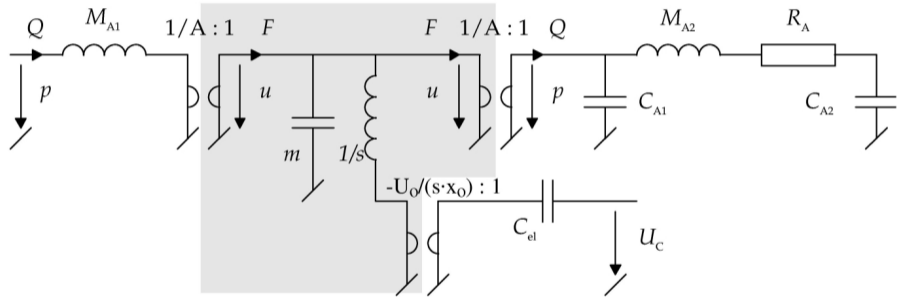 Q M_A1 1/A : 1 F F 1/A : 1 Q M_A2 R_A
p u u p C_A1 C_A2
m 1/s
-U_0/(s·x_0) : 1
C_el U_C